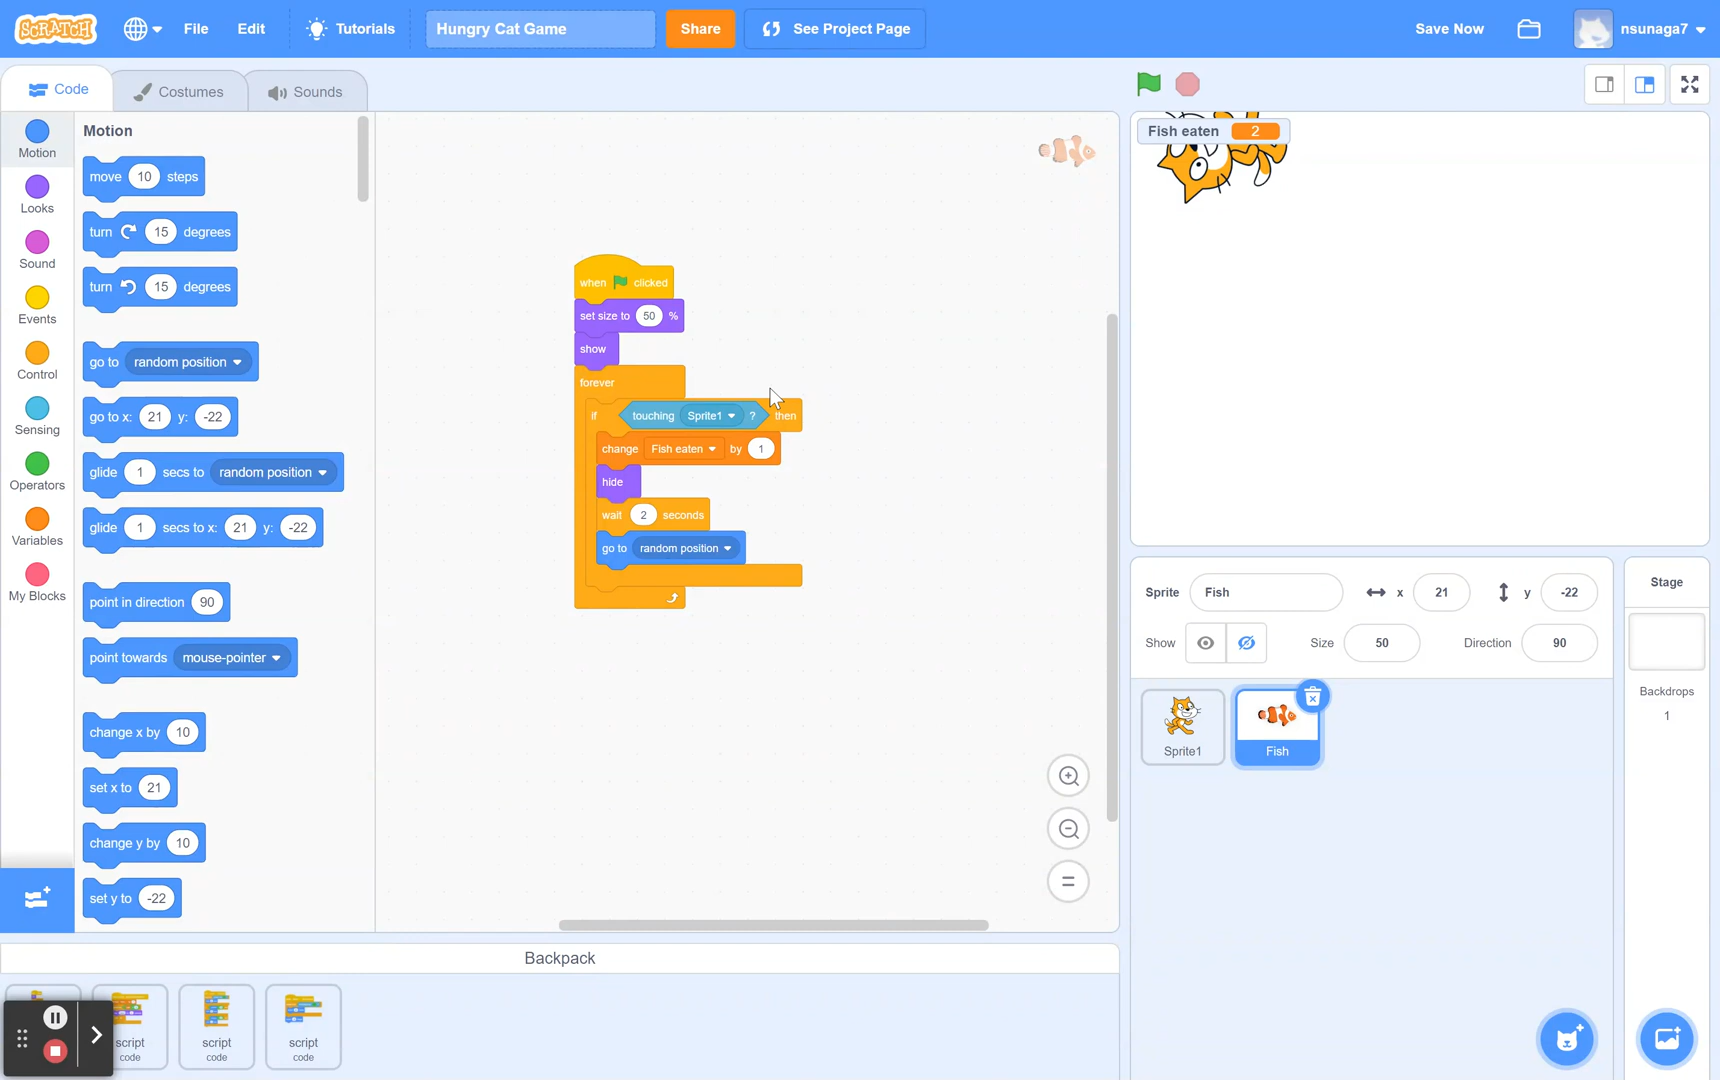 SCRATCH
File
Edit
Tutorials
Hungry Cat Game
Share
See Project Page
Save Now
nsunaga7
Code
Costumes
Sounds
Motion
Looks
Sound
Events
Control
Sensing
Operators
Variables
My Blocks
Motion
move 10 steps
turn 15 degrees
turn 15 degrees
go to random position
go to x: 21 y: -22
glide 1 secs to random position
glide 1 secs to x: 21 y: -22
point in direction 90
point towards mouse-pointer
change x by 10
set x to 21
change y by 10
set y to -22
when clicked
set size to 50 %
show
forever
if touching Sprite1 ? then
change Fish eaten by 1
hide
wait 2 seconds
go to random position
Fish eaten 2
Sprite Fish x 21 y -22
Show Size 50 Direction 90
Sprite1
Fish
Stage
Backdrops
1
Backpack
script
code
script
code
script
code